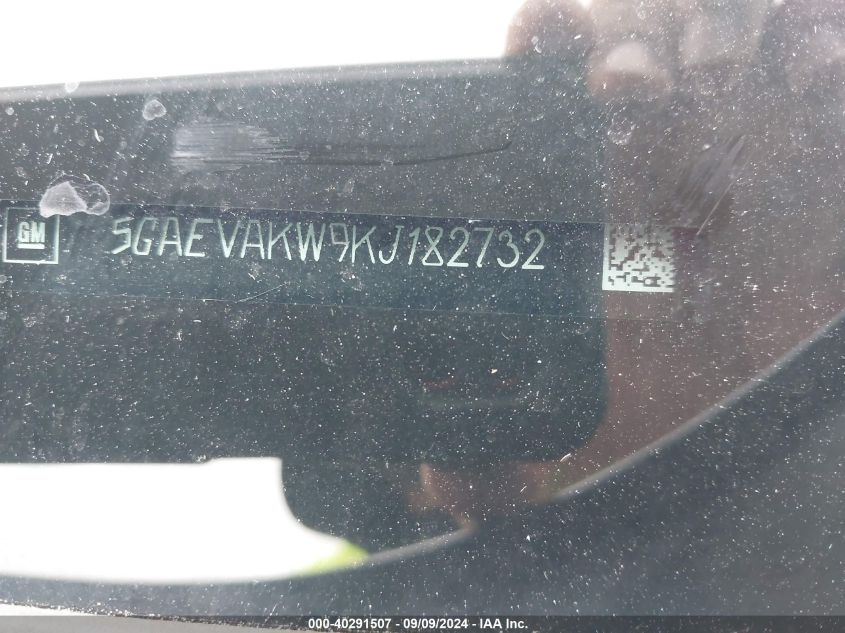 GM 5GAEVAKW9KJ182732
000-40291507 - 09/09/2024 - IAA Inc.